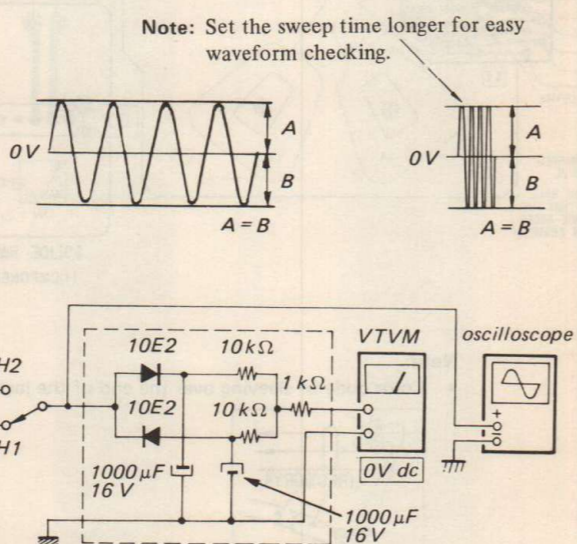 Note: Set the sweep time longer for easy
waveform checking.
A
0V
B
A = B
A
0V
B
A = B
10E2
10kΩ
VTVM
oscilloscope
H2
1kΩ
10E2
10kΩ
+
−
H1
1000μF
16V
0V dc
1000μF
16V